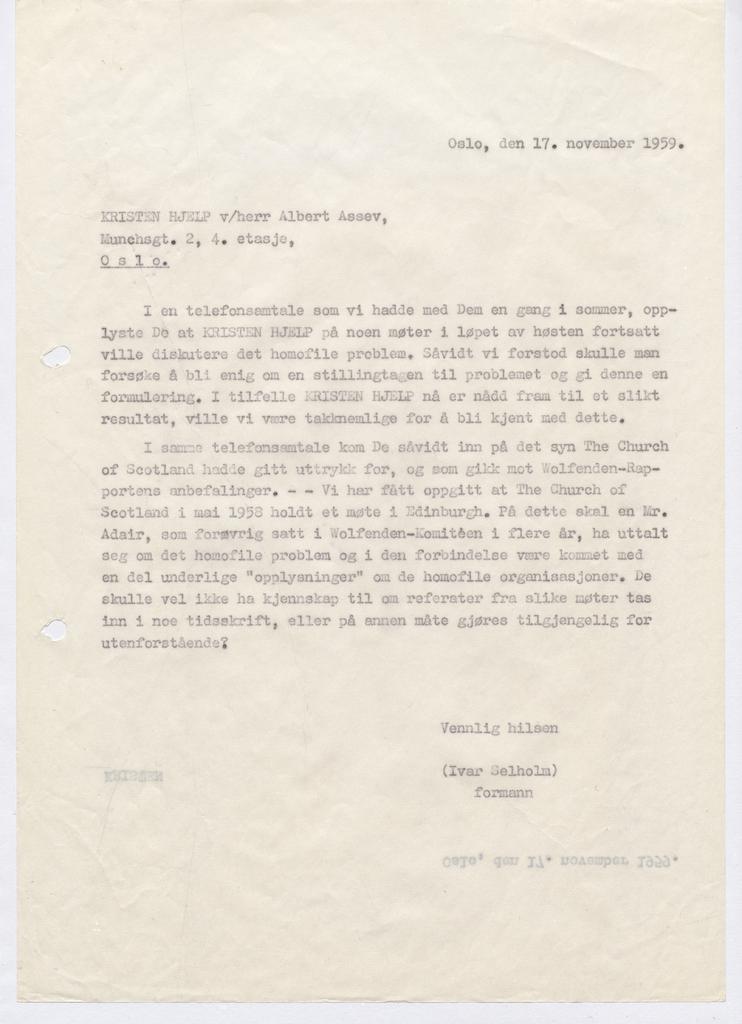 Oslo, den 17. november 1959.
KRISTEN HJELP v/herr Albert Assev,
Munchsgt. 2, 4. etasje,
O s l o.
I en telefonsamtale som vi hadde med Dem en gang i sommer, opp-
lyste De at KRISTEN HJELP på noen møter i løpet av høsten fortsatt
ville diskutere det homofile problem. Såvidt vi forstod skulle man
forsøke å bli enig om en stillingtagen til problemet og gi denne en
formulering. I tilfelle KRISTEN HJELP nå er nådd fram til et slikt
resultat, ville vi være takknemlige for å bli kjent med dette.
I samme telefonsamtale kom De såvidt inn på det syn The Church
of Scotland hadde gitt uttrykk for, og som gikk mot Wolfenden-Rap-
portens anbefalinger. - - Vi har fått oppgitt at The Church of
Scotland i mai 1958 holdt et møte i Edinburgh. På dette skal en Mr.
Adair, som forøvrig satt i Wolfenden-Komitêen i flere år, ha uttalt
seg om det homofile problem og i den forbindelse være kommet med
en del underlige "opplysninger" om de homofile organisasjoner. De
skulle vel ikke ha kjennskap til om referater fra slike møter tas
inn i noe tidsskrift, eller på annen måte gjøres tilgjengelig for
utenforstående?
Vennlig hilsen
(Ivar Selholm)
formann
KRISTEN
Oslo, den 17. november 1959.